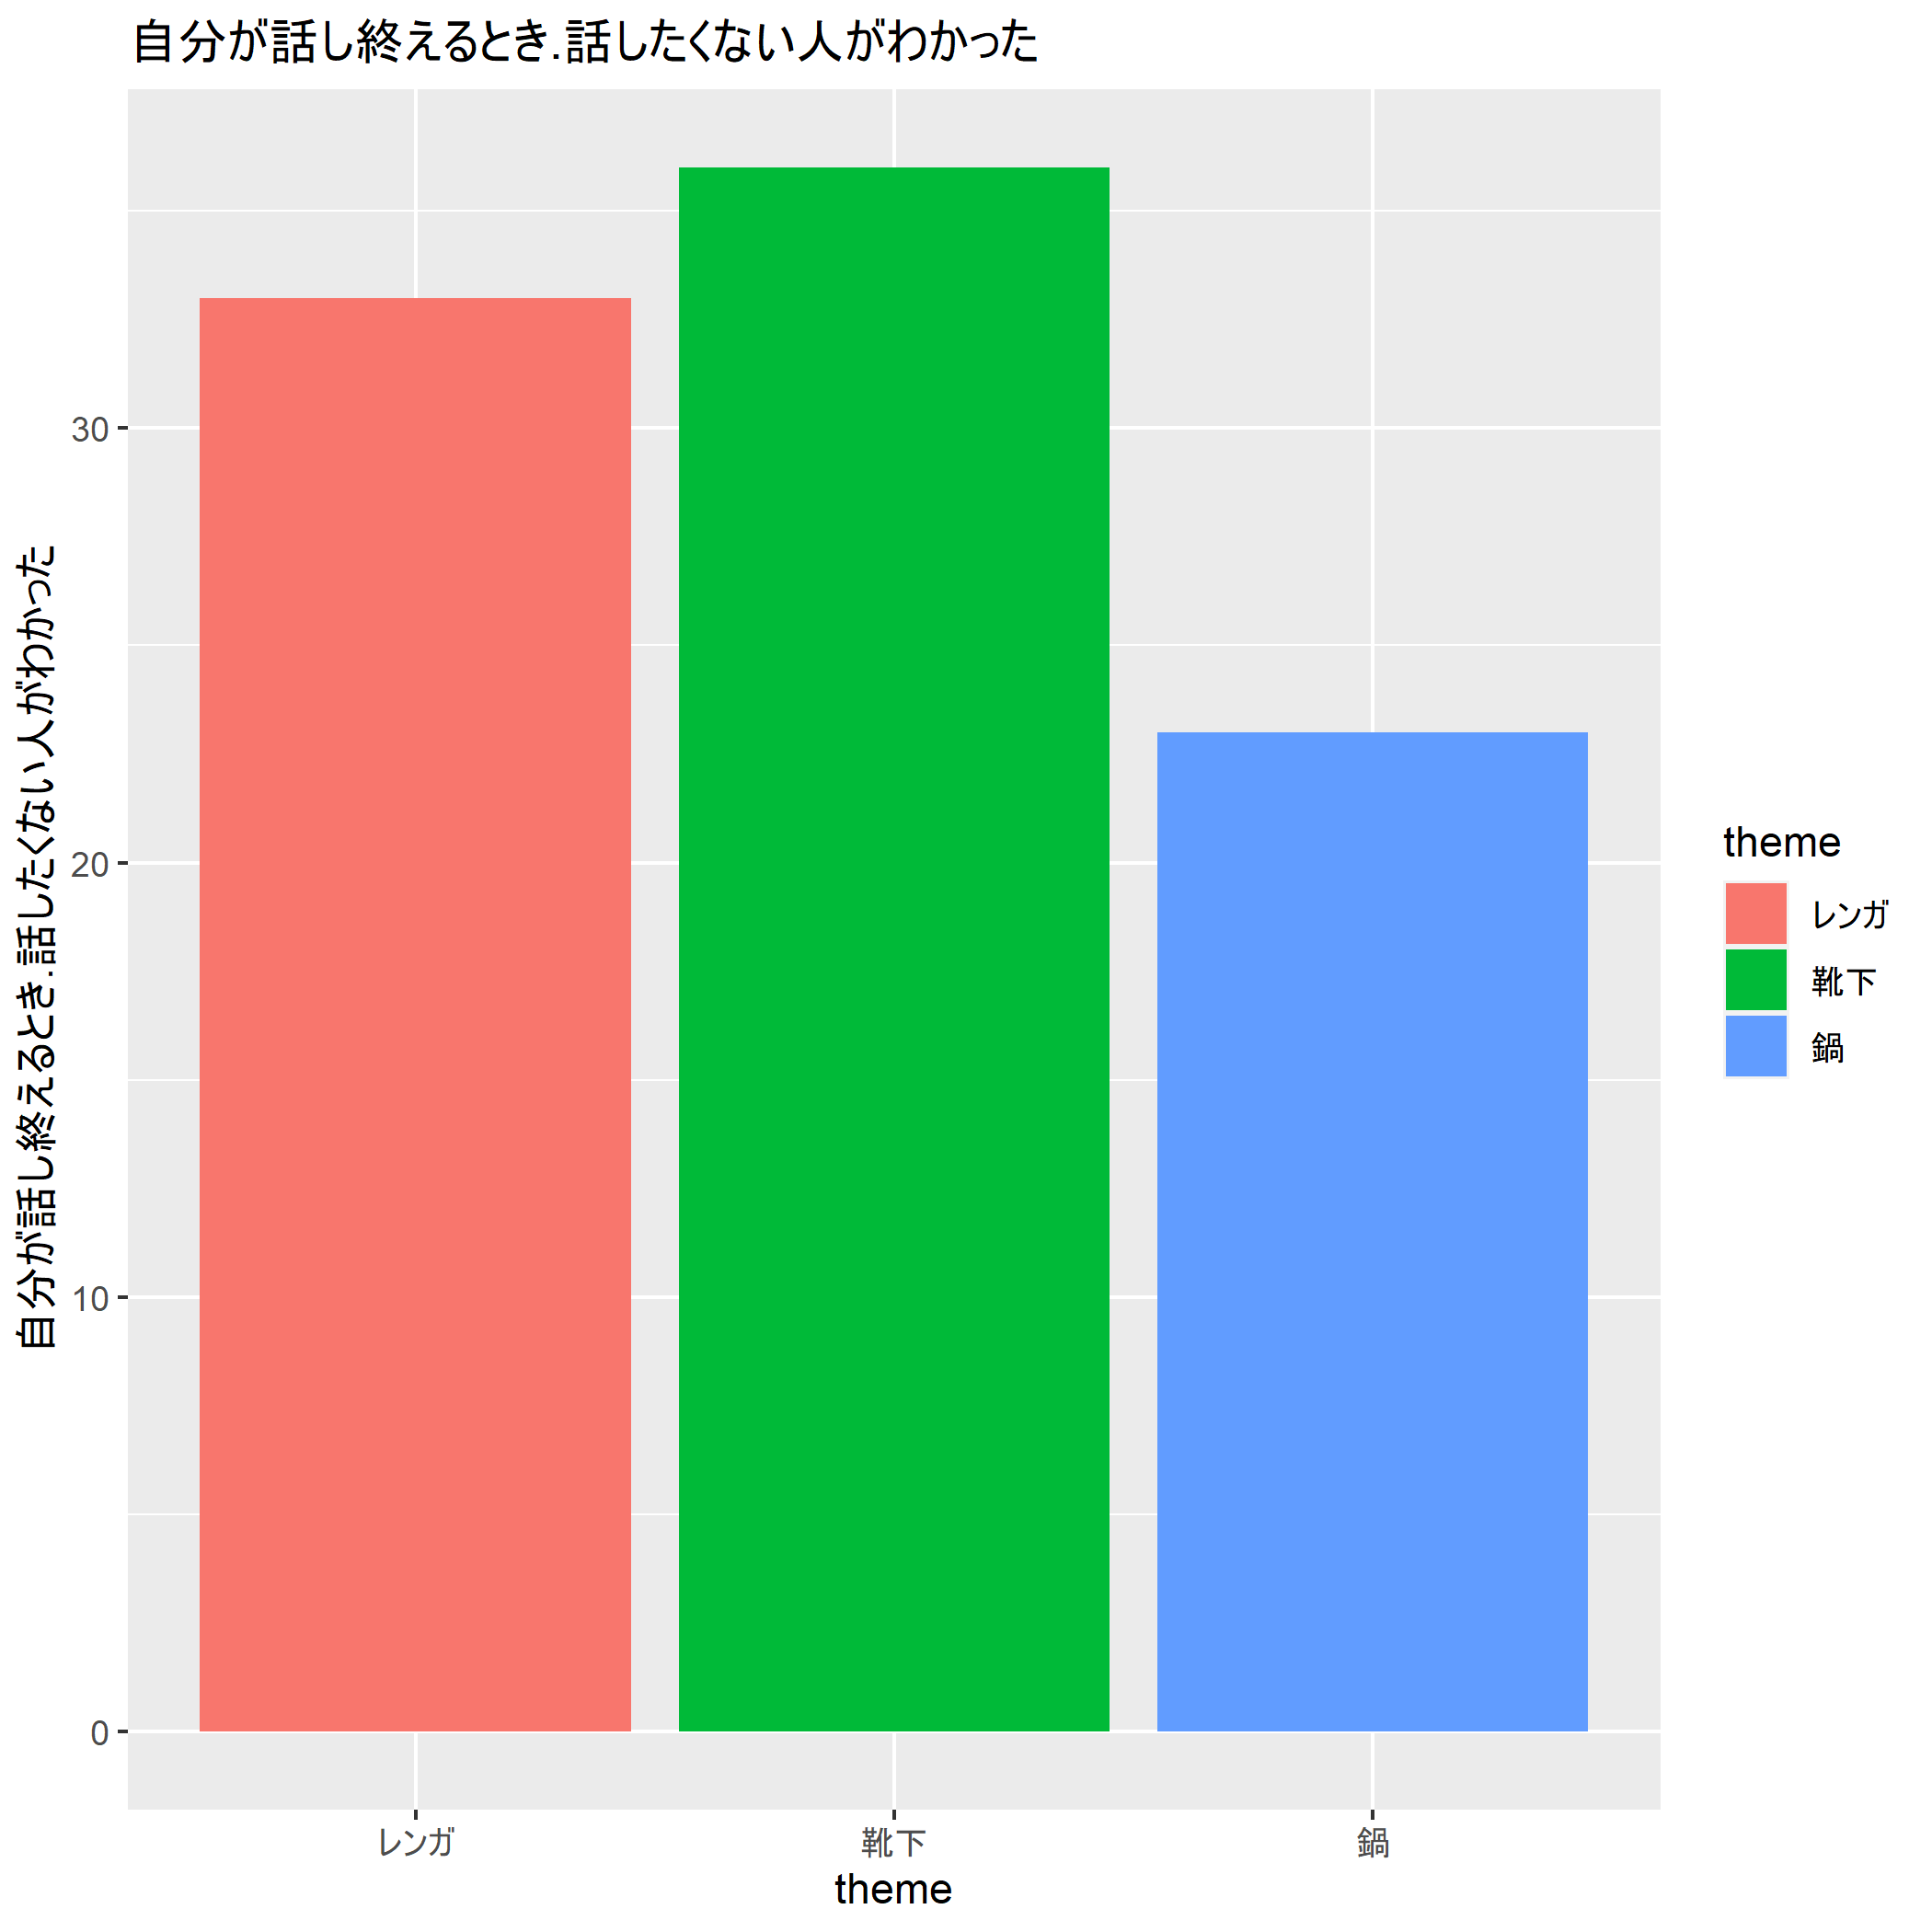 自分が話し終えるとき.話したくない人がわかった
自分が話し終えるとき.話したくない人がわかった
30
20
10
0
レンガ
靴下
鍋
theme
theme
レンガ
靴下
鍋